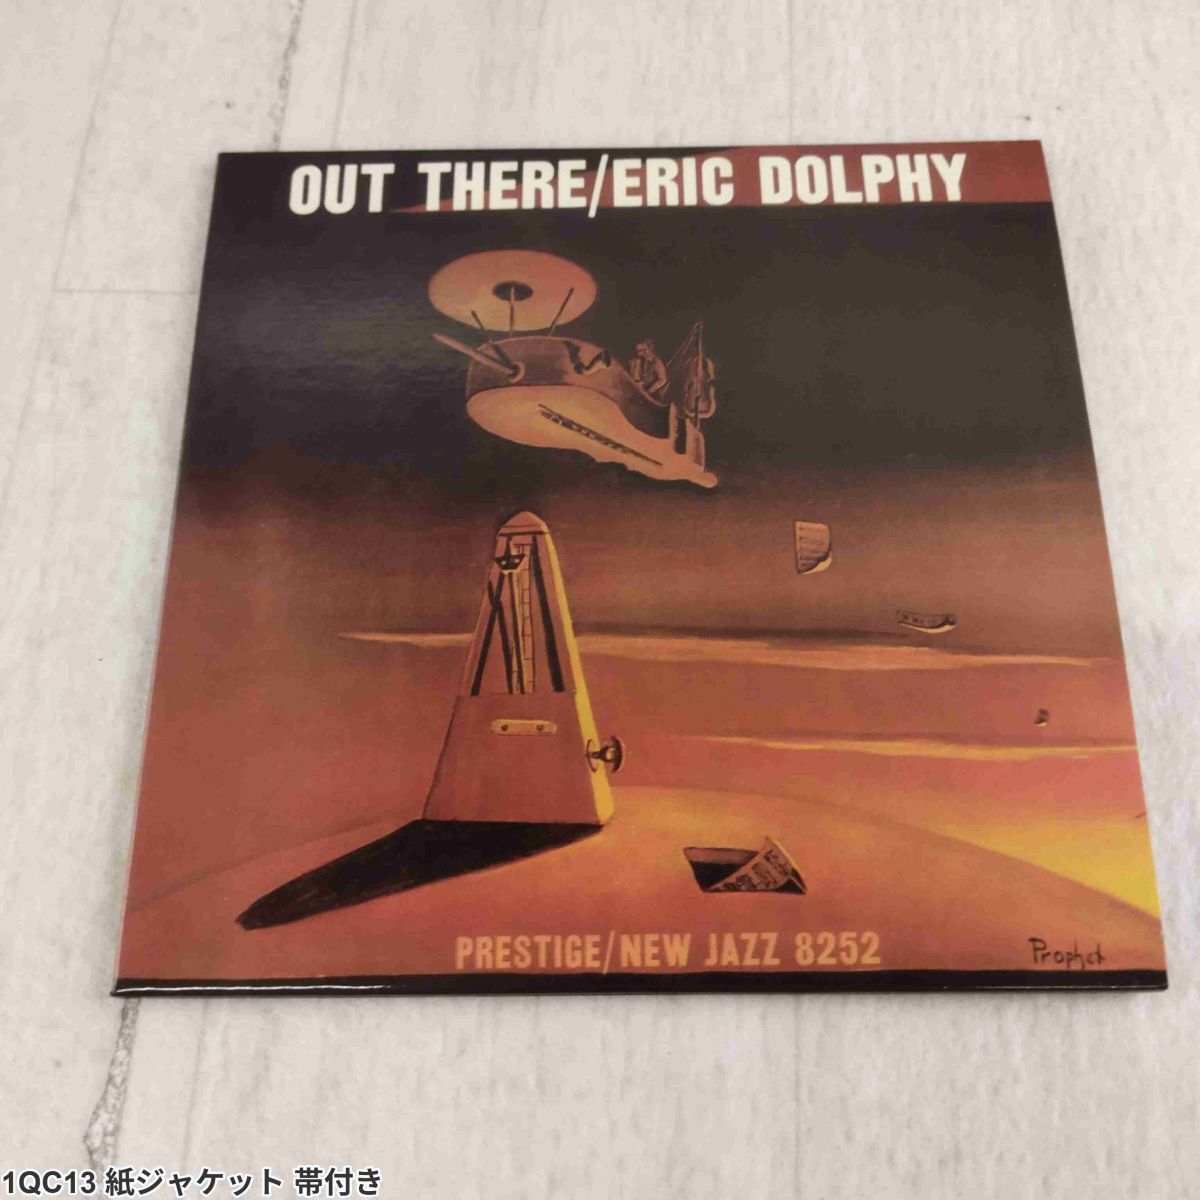 OUT THERE/ERIC DOLPHY
PRESTIGE/NEW JAZZ 8252
Prophet
1QC13 紙ジャケット 帯付き